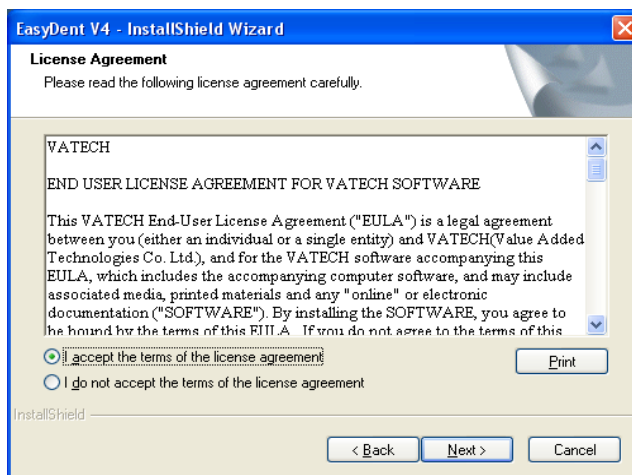 EasyDent V4 - InstallShield Wizard
License Agreement
Please read the following license agreement carefully.
VATECH
END USER LICENSE AGREEMENT FOR VATECH SOFTWARE
This VATECH End-User License Agreement ("EULA") is a legal agreement
between you (either an individual or a single entity) and VATECH(Value Added
Technologies Co. Ltd.), and for the VATECH software accompanying this
EULA, which includes the accompanying computer software, and may include
associated media, printed materials and any "online" or electronic
documentation ("SOFTWARE"). By installing the SOFTWARE, you agree to
be bound by the terms of this EULA. If you do not agree to the terms of this
I accept the terms of the license agreement
Print
I do not accept the terms of the license agreement
InstallShield
< Back
Next >
Cancel